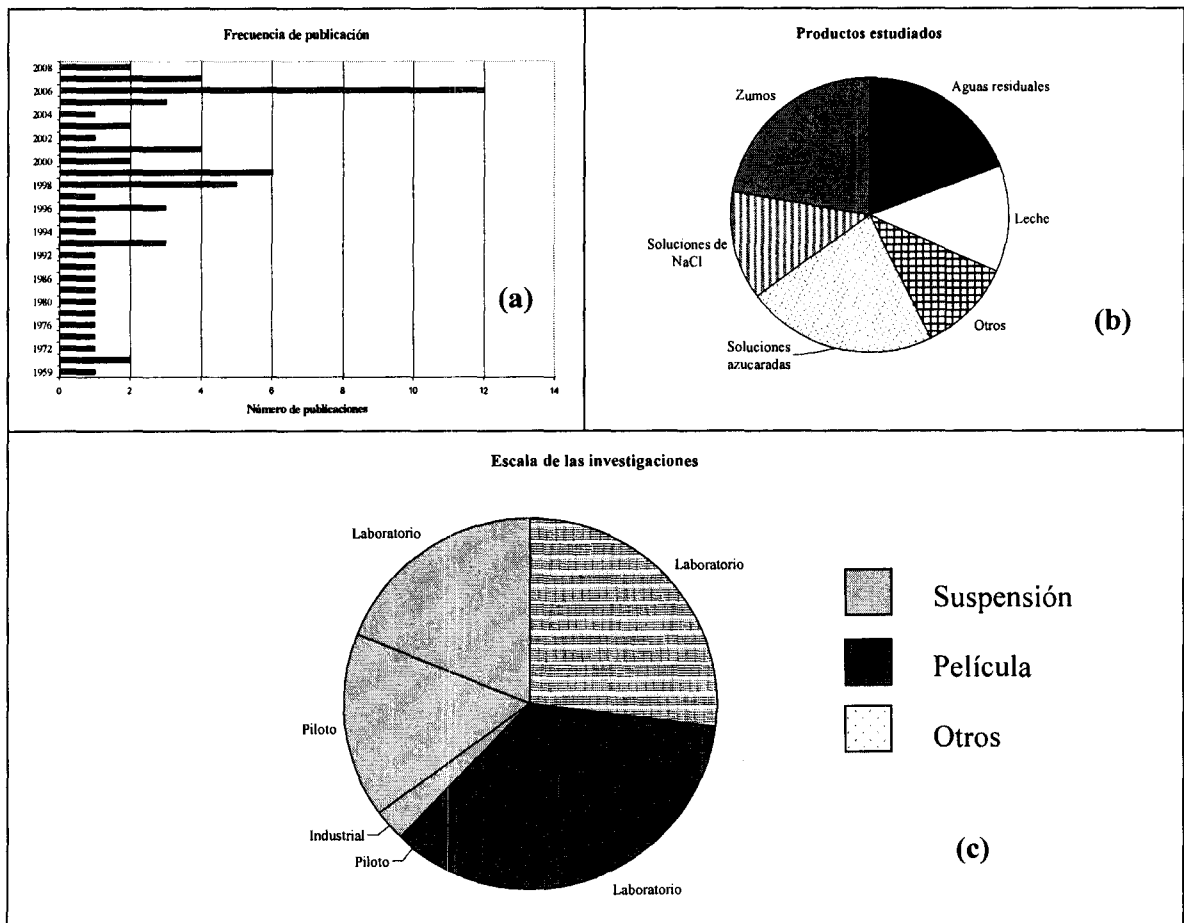 Frecuencia de publicación
2008
2006
2004
2002
2000
1998
1996
1994
1992
1986
1980
1976
1972
1959
0 2 4 6 8 10 12 14
Número de publicaciones
(a)
Productos estudiados
Zumos
Aguas residuales
Leche
Soluciones de
NaCl
Otros
Soluciones
azucaradas
(b)
Escala de las investigaciones
Laboratorio
Laboratorio
Piloto
Industrial
Piloto
Laboratorio
Suspensión
Película
Otros
(c)